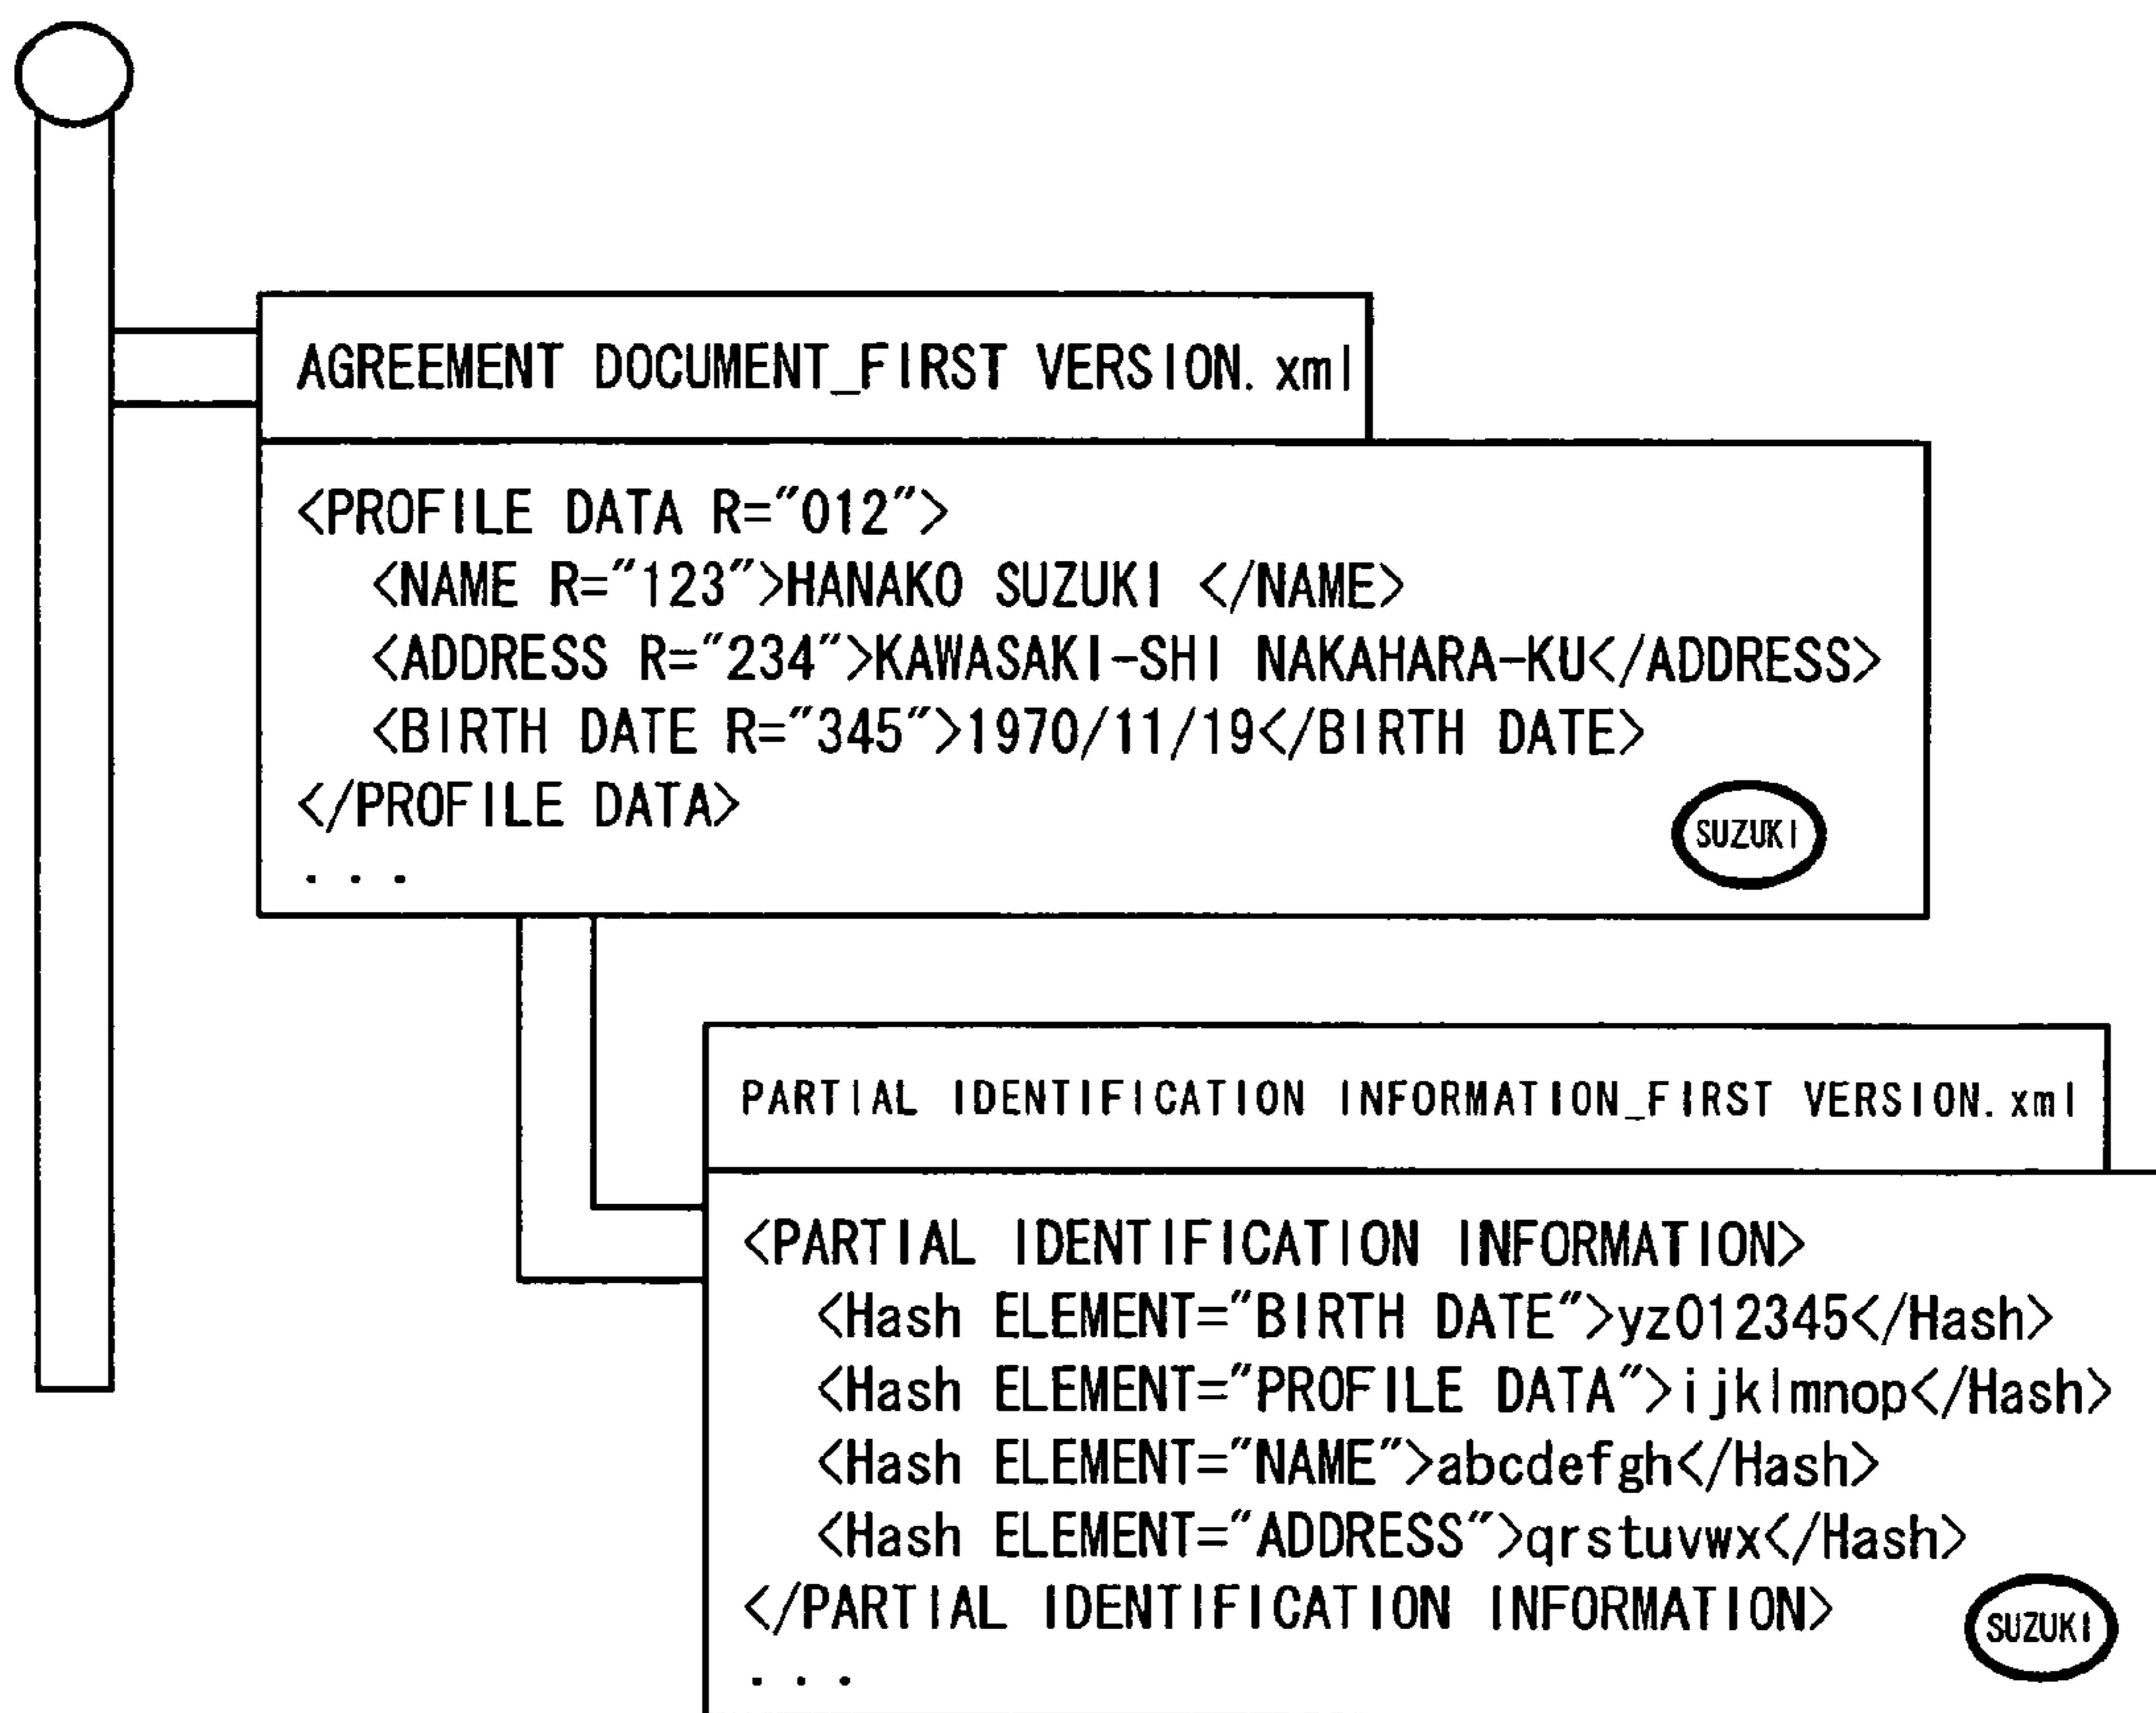 AGREEMENT DOCUMENT_FIRST VERSION.xml
<PROFILE DATA R="012">
<NAME R="123">HANAKO SUZUKI </NAME>
<ADDRESS R="234">KAWASAKI-SHI NAKAHARA-KU</ADDRESS>
<BIRTH DATE R="345">1970/11/19</BIRTH DATE>
</PROFILE DATA>
SUZUKI
...
PARTIAL IDENTIFICATION INFORMATION_FIRST VERSION.xml
<PARTIAL IDENTIFICATION INFORMATION>
<Hash ELEMENT="BIRTH DATE">yz012345</Hash>
<Hash ELEMENT="PROFILE DATA">ijklmnop</Hash>
<Hash ELEMENT="NAME">abcdefgh</Hash>
<Hash ELEMENT="ADDRESS">qrstuvwx</Hash>
</PARTIAL IDENTIFICATION INFORMATION>
SUZUKI
...